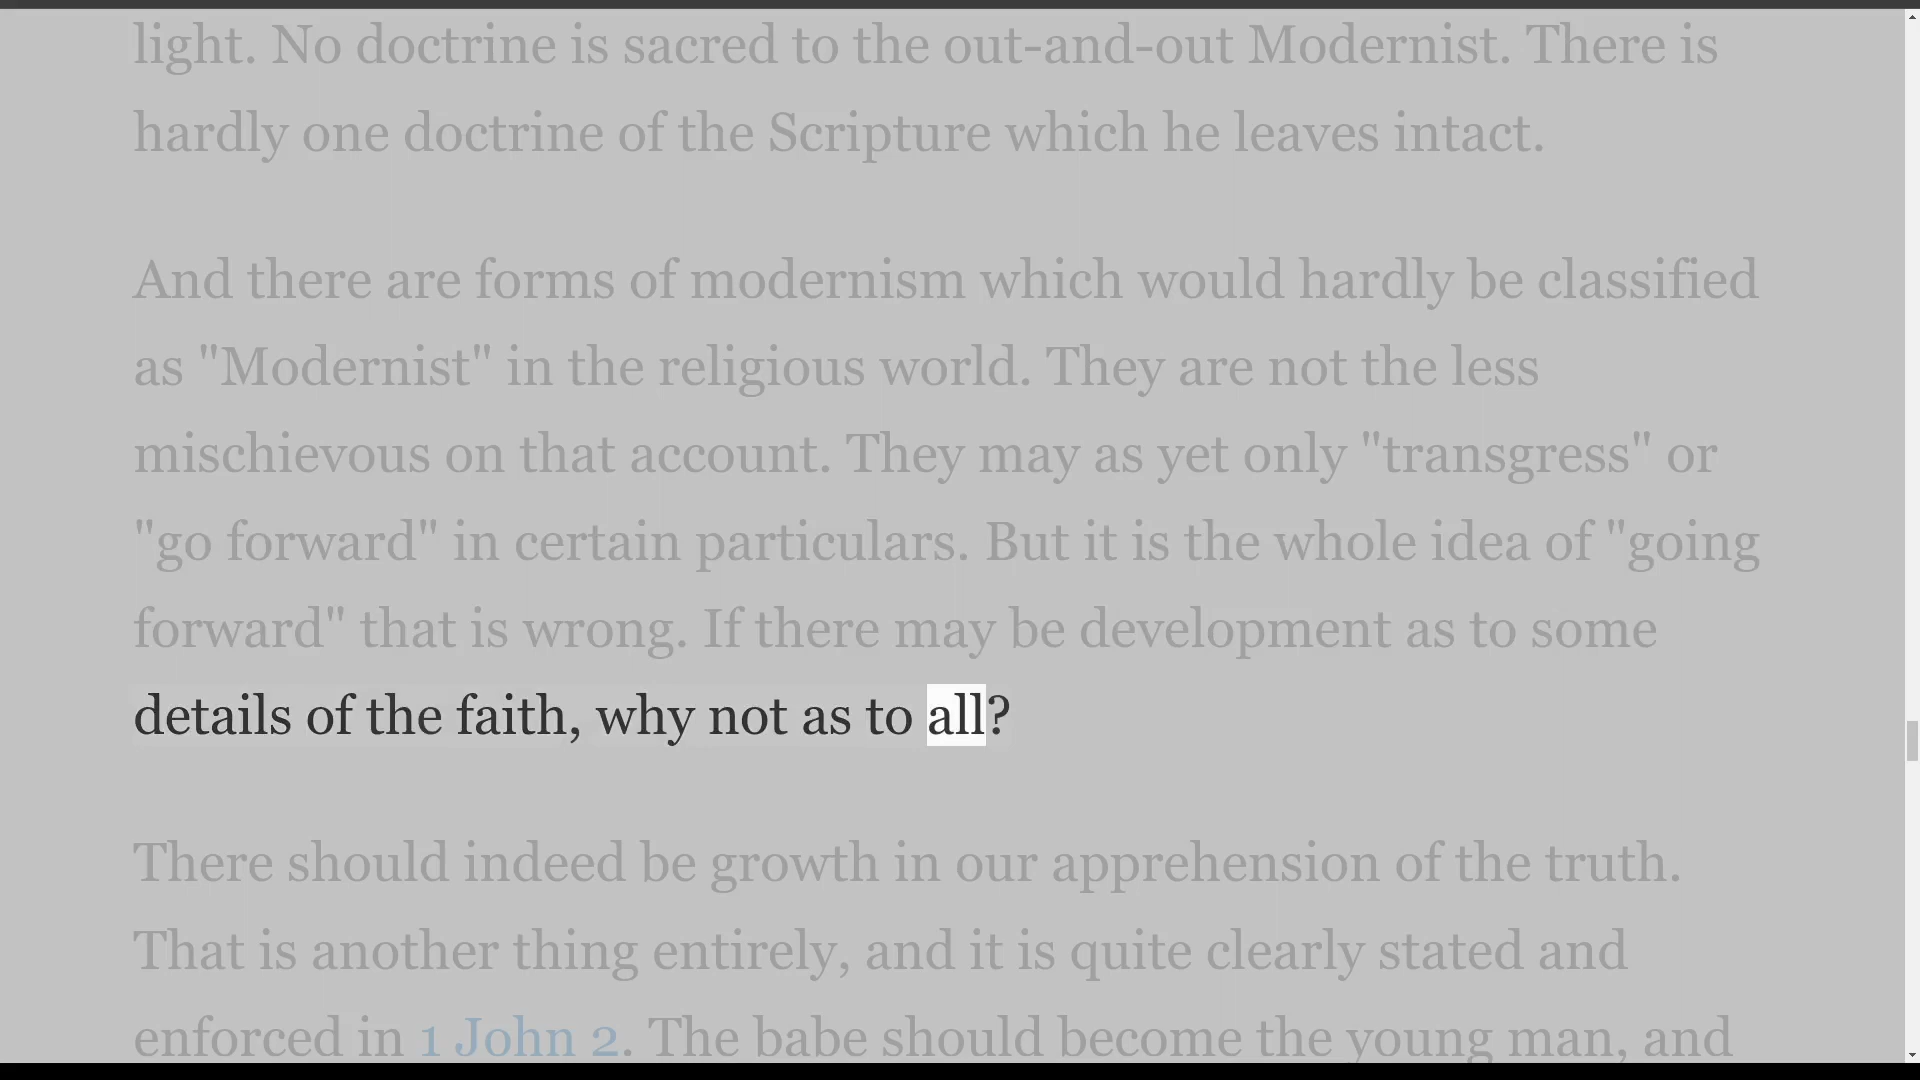 light. No doctrine is sacred to the out-and-out Modernist. There is
hardly one doctrine of the Scripture which he leaves intact.
And there are forms of modernism which would hardly be classified
as "Modernist" in the religious world. They are not the less
mischievous on that account. They may as yet only "transgress" or
"go forward" in certain particulars. But it is the whole idea of "going
forward" that is wrong. If there may be development as to some
details of the faith, why not as to all?
There should indeed be growth in our apprehension of the truth.
That is another thing entirely, and it is quite clearly stated and
enforced in 1 John 2. The babe should become the young man, and